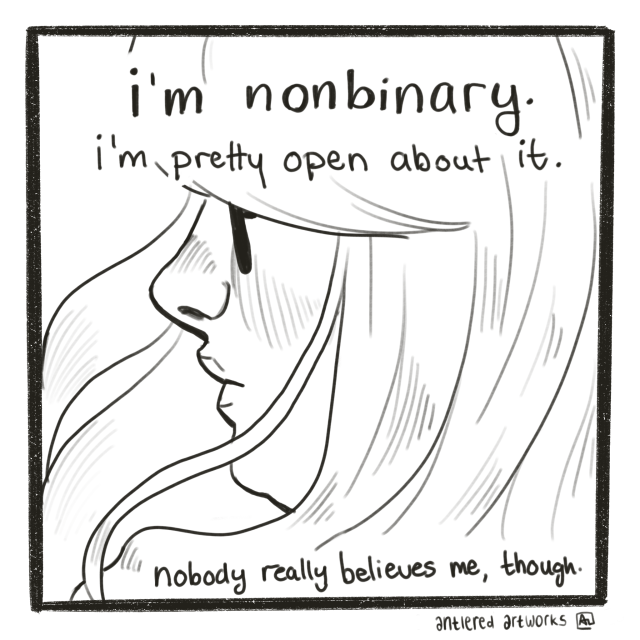 i'm nonbinary.
i'm pretty open about it.
nobody really believes me, though.
antlered artworks